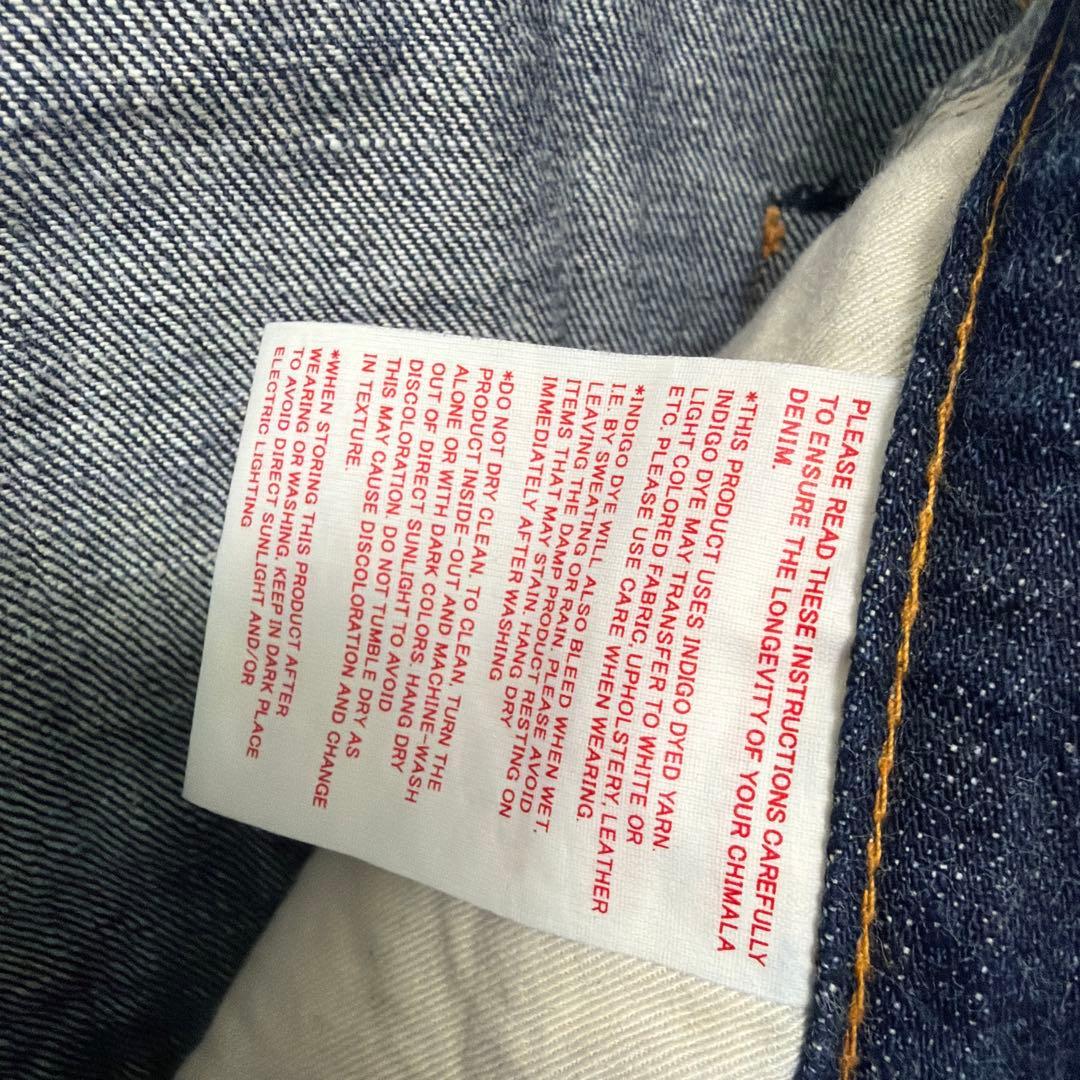 PLEASE READ THESE INSTRUCTIONS CAREFULLY
TO ENSURE THE LONGEVITY OF YOUR CHIMALA
DENIM.
*THIS PRODUCT USES INDIGO DYED YARN.
INDIGO DYE MAY TRANSFER TO WHITE OR
LIGHT COLORED FABRIC, UPHOLSTERY, LEATHER
ETC, PLEASE USE CARE WHEN WEARING.
*INDIGO DYE WILL ALSO BLEED WHEN WET,
I.E. BY SWEATING OR RAIN, PLEASE AVOID
LEAVING THE DAMP PRODUCT RESTING ON
ITEMS THAT MAY STAIN, HANG DRY
IMMEDIATELY AFTER WASHING
*DO NOT DRY CLEAN. TO CLEAN, TURN THE
PRODUCT INSIDE-OUT AND MACHINE-WASH
ALONE OR WITH DARK COLORS, HANG DRY
OUT OF DIRECT SUNLIGHT TO AVOID
DISCOLORATION, DO NOT TUMBLE DRY AS
THIS MAY CAUSE DISCOLORATION AND CHANGE
IN TEXTURE.
*WHEN STORING THIS PRODUCT AFTER
WEARING OR WASHING, KEEP IN DARK PLACE
TO AVOID DIRECT SUNLIGHT AND/OR
ELECTRIC LIGHTING